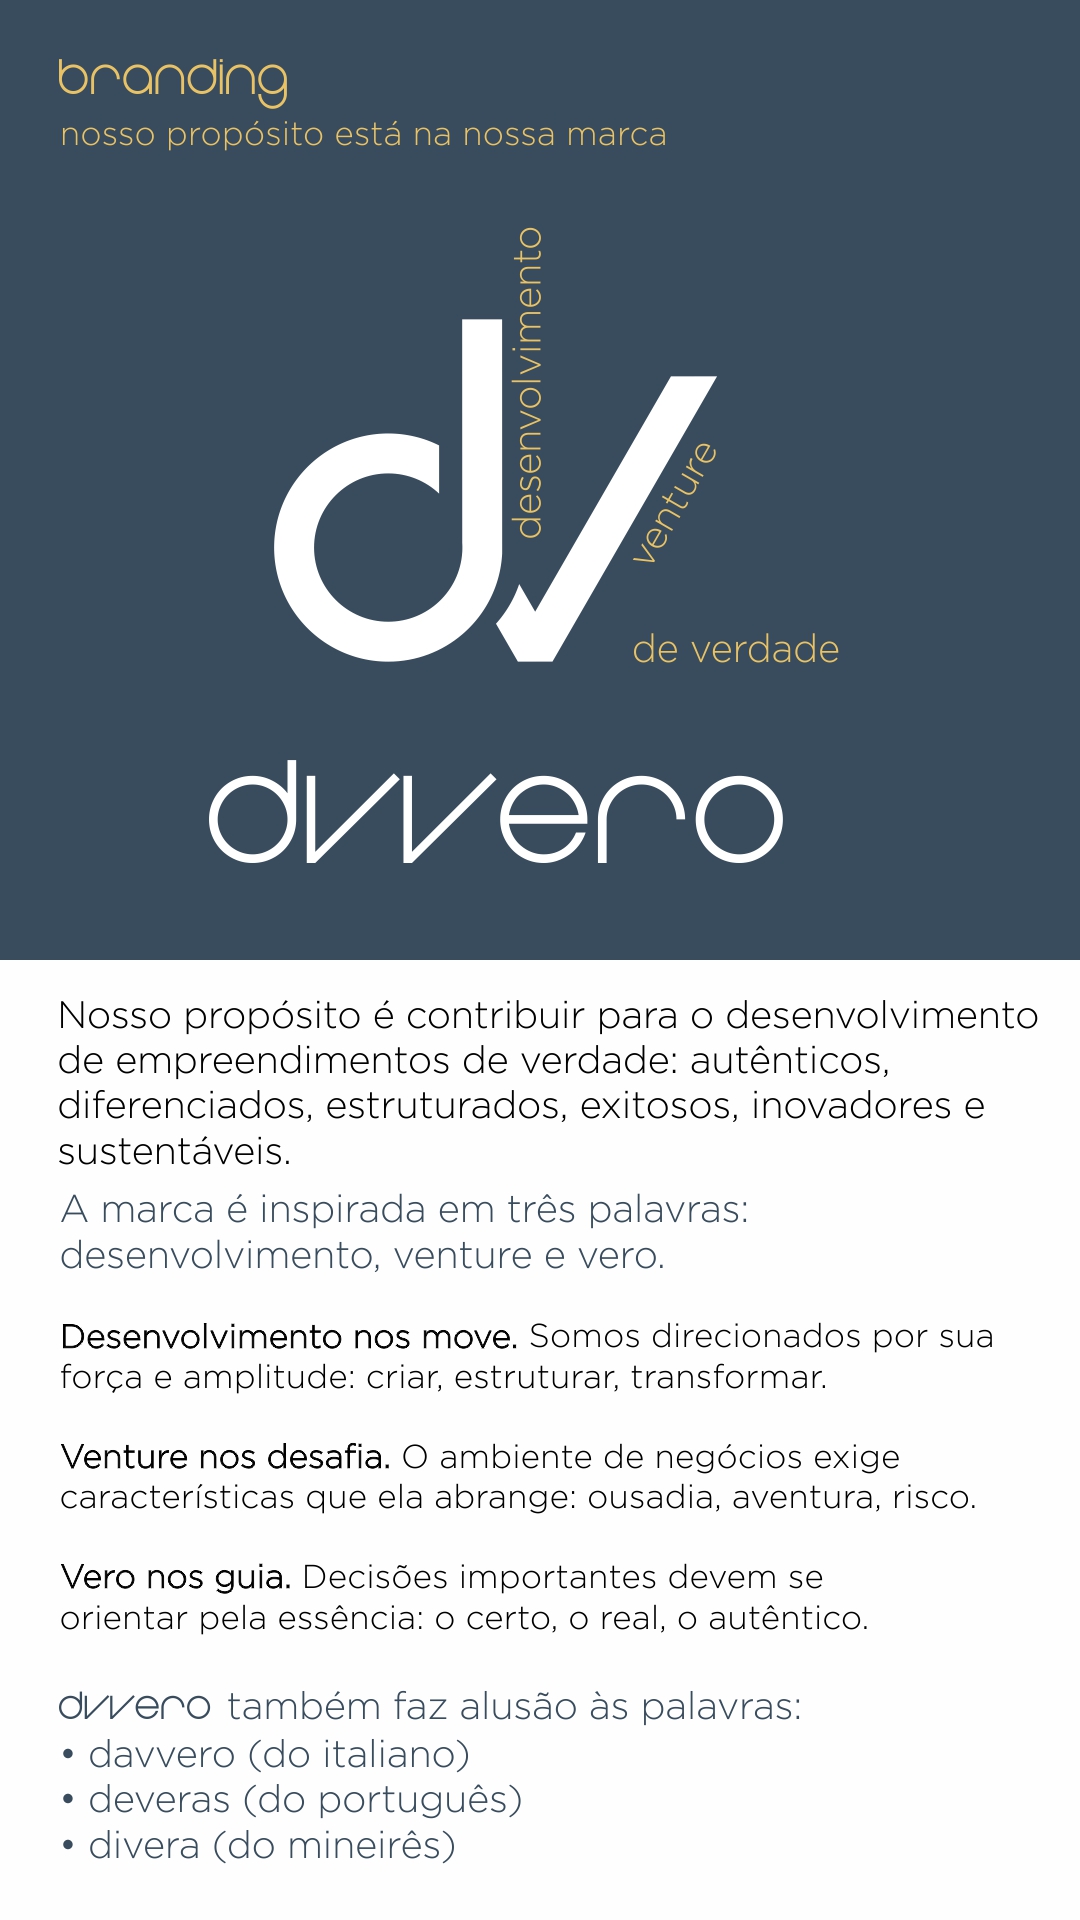 branding
nosso propósito está na nossa marca
dv
desenvolvimento
venture
de verdade
dvvero
Nosso propósito é contribuir para o desenvolvimento
de empreendimentos de verdade: autênticos,
diferenciados, estruturados, exitosos, inovadores e
sustentáveis.
A marca é inspirada em três palavras:
desenvolvimento, venture e vero.
Desenvolvimento nos move. Somos direcionados por sua
força e amplitude: criar, estruturar, transformar.
Venture nos desafia. O ambiente de negócios exige
características que ela abrange: ousadia, aventura, risco.
Vero nos guia. Decisões importantes devem se
orientar pela essência: o certo, o real, o autêntico.
dvvero também faz alusão às palavras:
• davvero (do italiano)
• deveras (do português)
• divera (do mineirês)